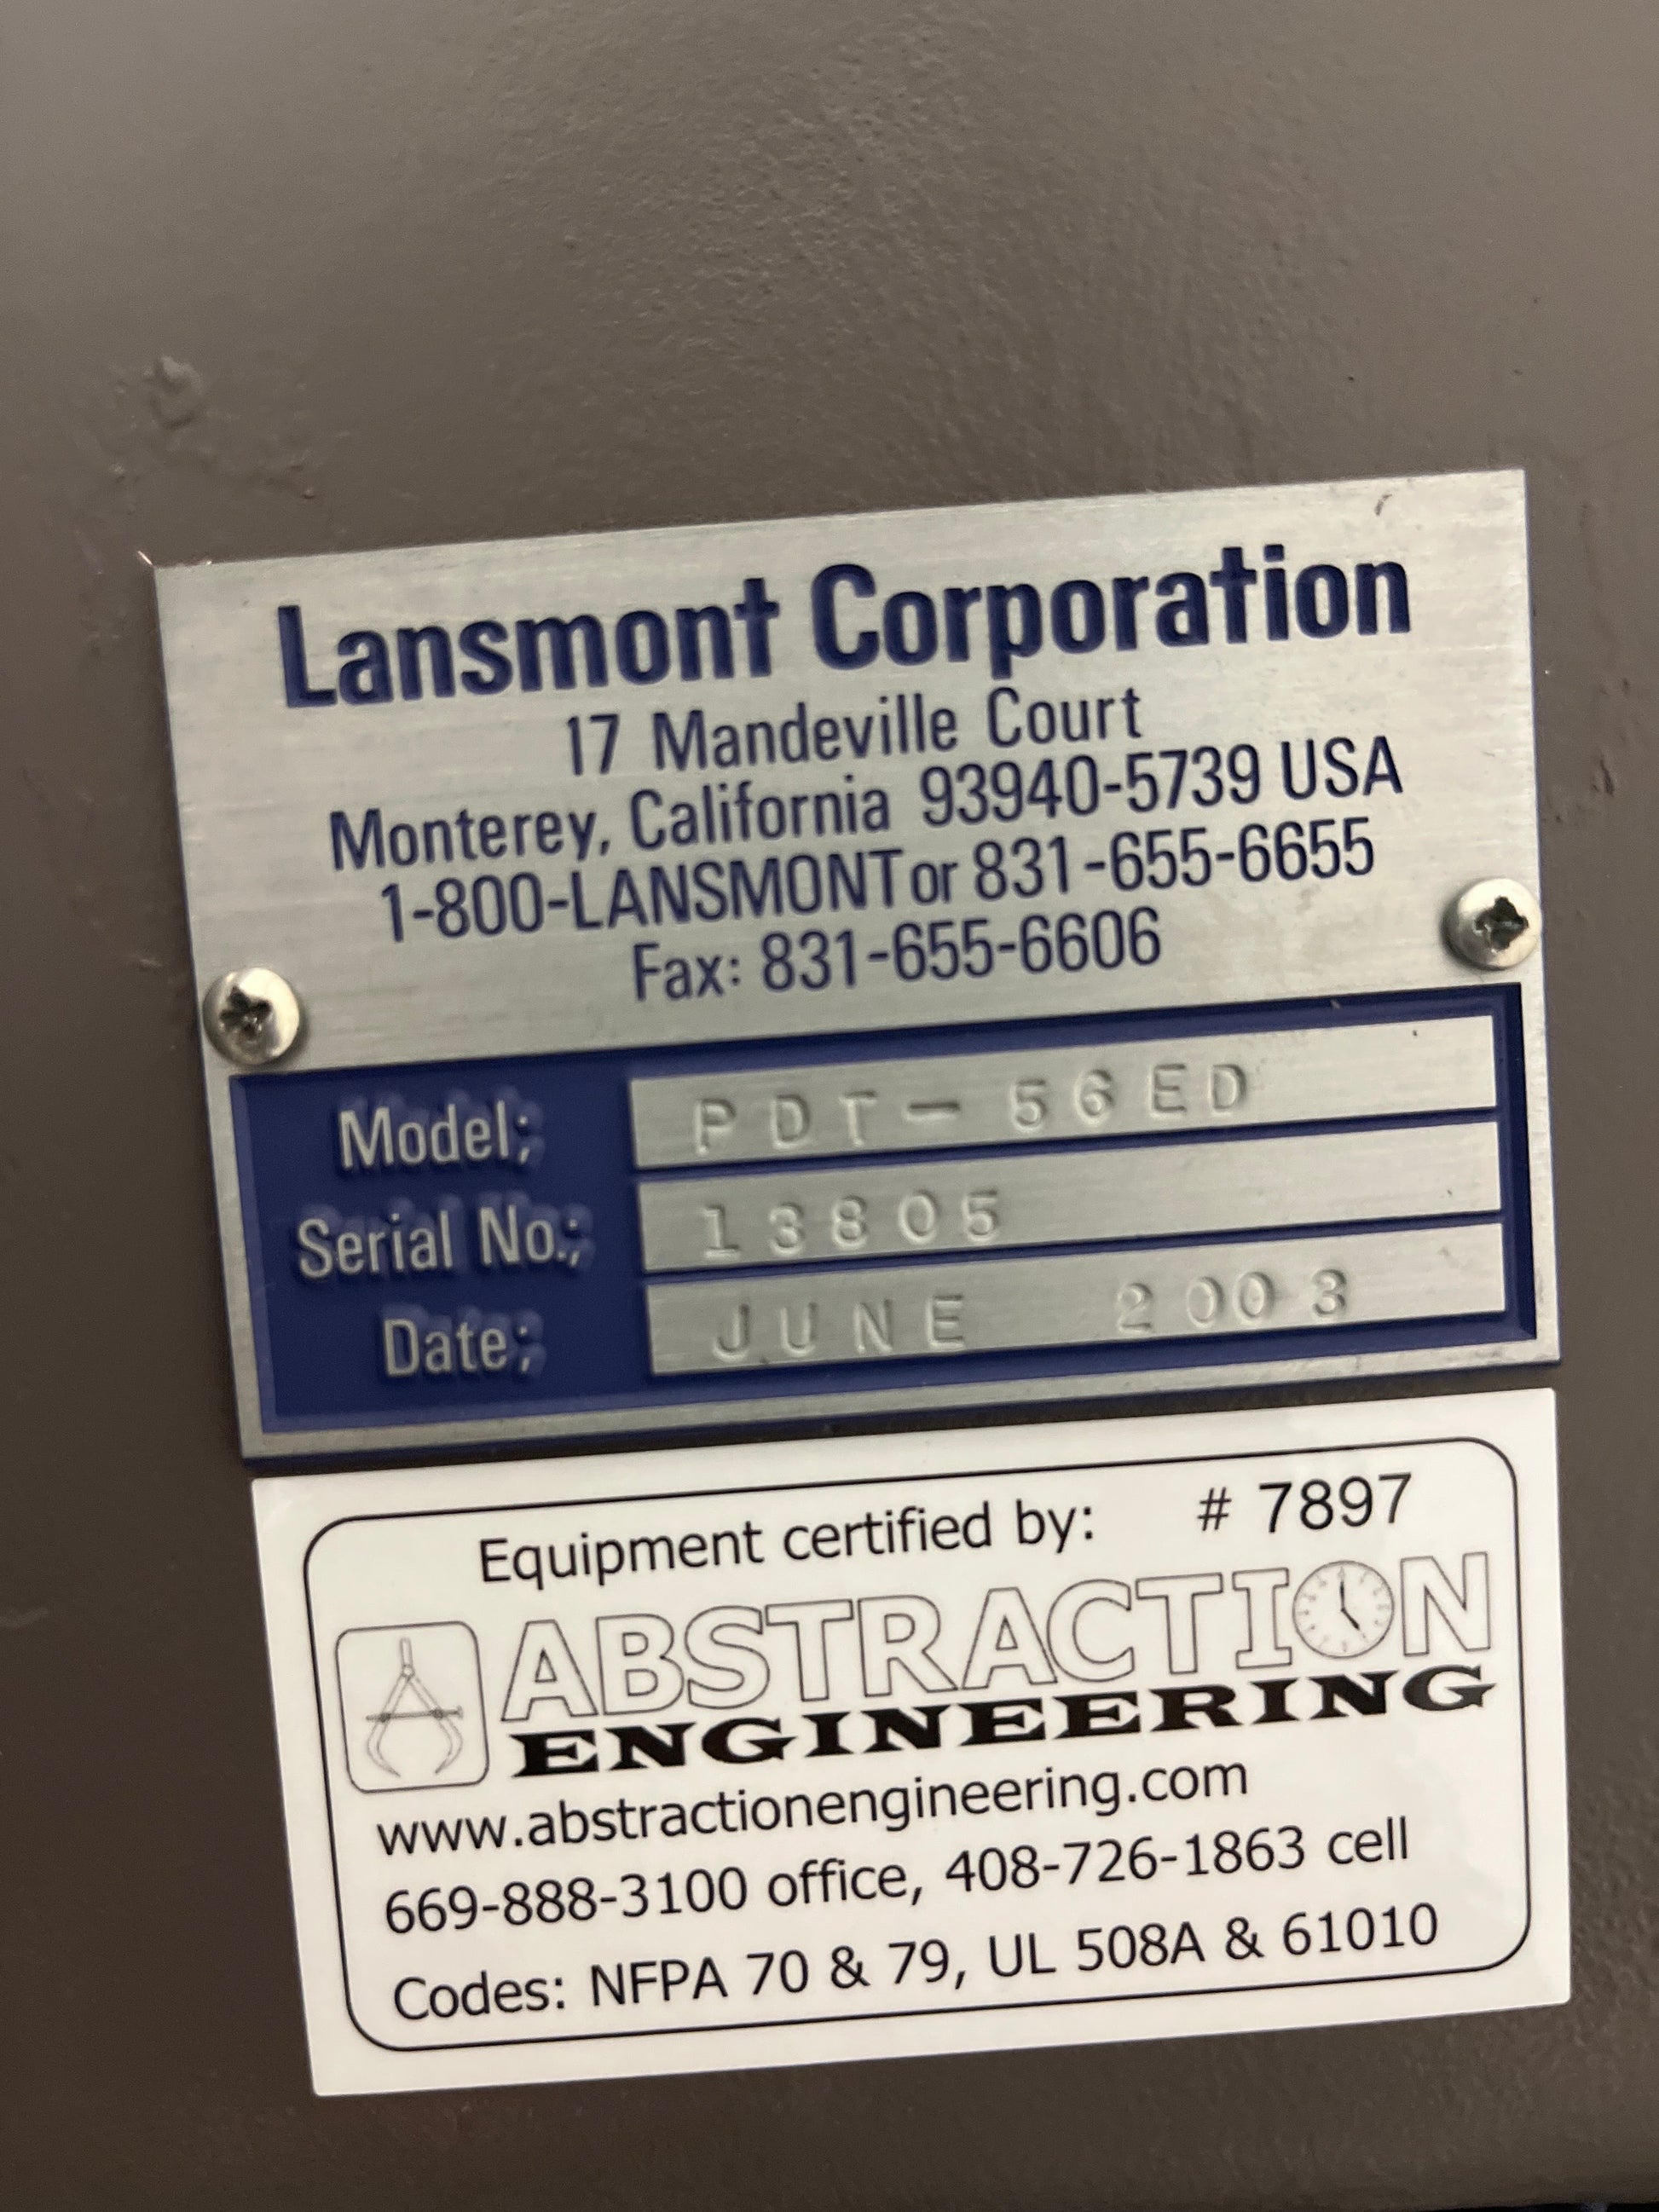 Lansmont Corporation
17 Mandeville Court
Monterey, California 93940-5739 USA
1-800-LANSMONT or 831-655-6655
Fax: 831-655-6606
Model; PDT-56ED
Serial No.; 13805
Date; JUNE 2003
Equipment certified by: # 7897
ABSTRACTION
ENGINEERING
www.abstractionengineering.com
669-888-3100 office, 408-726-1863 cell
Codes: NFPA 70 & 79, UL 508A & 61010